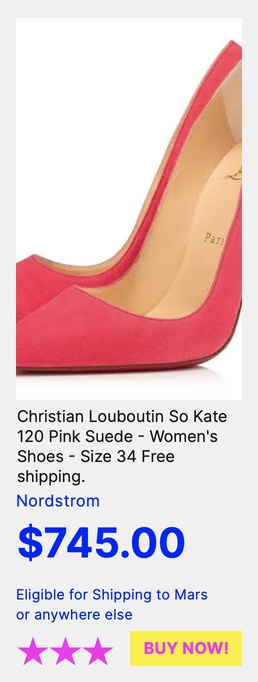 Pari
Christian Louboutin So Kate
120 Pink Suede - Women's
Shoes - Size 34 Free
shipping.
Nordstrom
$745.00
Eligible for Shipping to Mars
or anywhere else
BUY NOW!